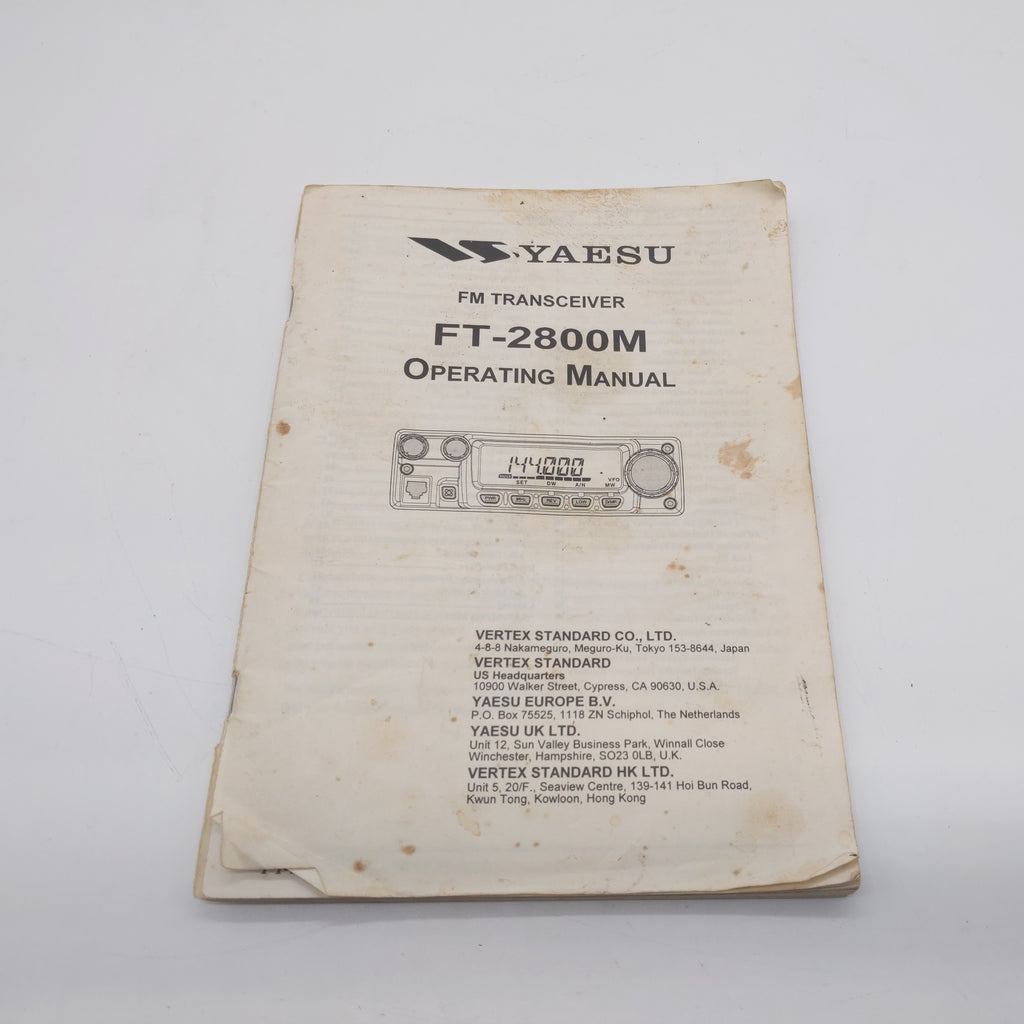 YAESU
FM TRANSCEIVER
FT-2800M
OPERATING MANUAL
144.000
SET DW A/N VFO MW
REV LOW
VERTEX STANDARD CO., LTD.
4-8-8 Nakameguro, Meguro-Ku, Tokyo 153-8644, Japan
VERTEX STANDARD
US Headquarters
10900 Walker Street, Cypress, CA 90630, U.S.A.
YAESU EUROPE B.V.
P.O. Box 75525, 1118 ZN Schiphol, The Netherlands
YAESU UK LTD.
Unit 12, Sun Valley Business Park, Winnall Close
Winchester, Hampshire, SO23 0LB, U.K.
VERTEX STANDARD HK LTD.
Unit 5, 20/F., Seaview Centre, 139-141 Hoi Bun Road,
Kwun Tong, Kowloon, Hong Kong